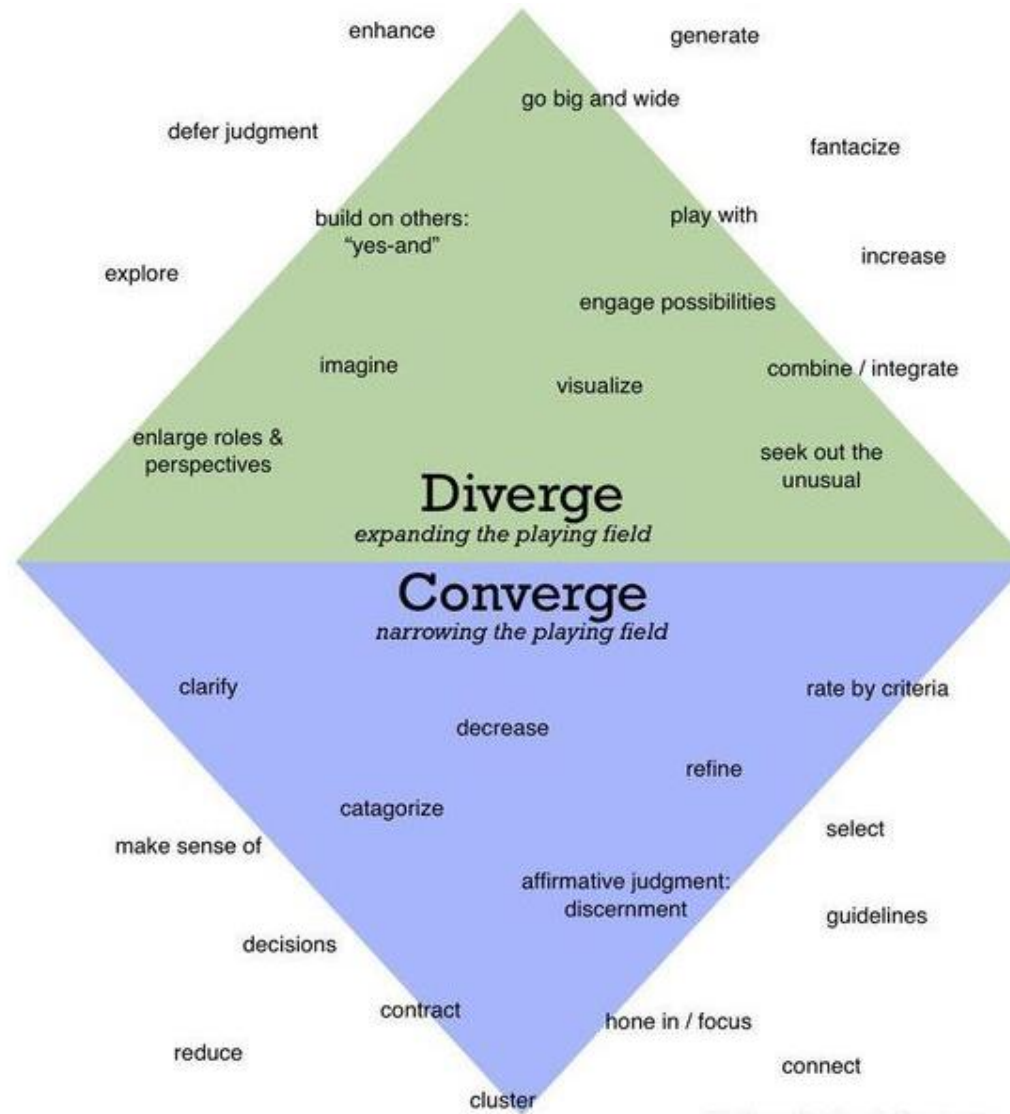 enhance
generate
go big and wide
defer judgment
fantacize
build on others:
“yes-and”
play with
increase
explore
engage possibilities
imagine
visualize
combine / integrate
enlarge roles &
perspectives
seek out the
unusual
Diverge
expanding the playing field
Converge
narrowing the playing field
clarify
rate by criteria
decrease
refine
catagorize
select
make sense of
affirmative judgment:
discernment
guidelines
decisions
contract
hone in / focus
reduce
connect
cluster